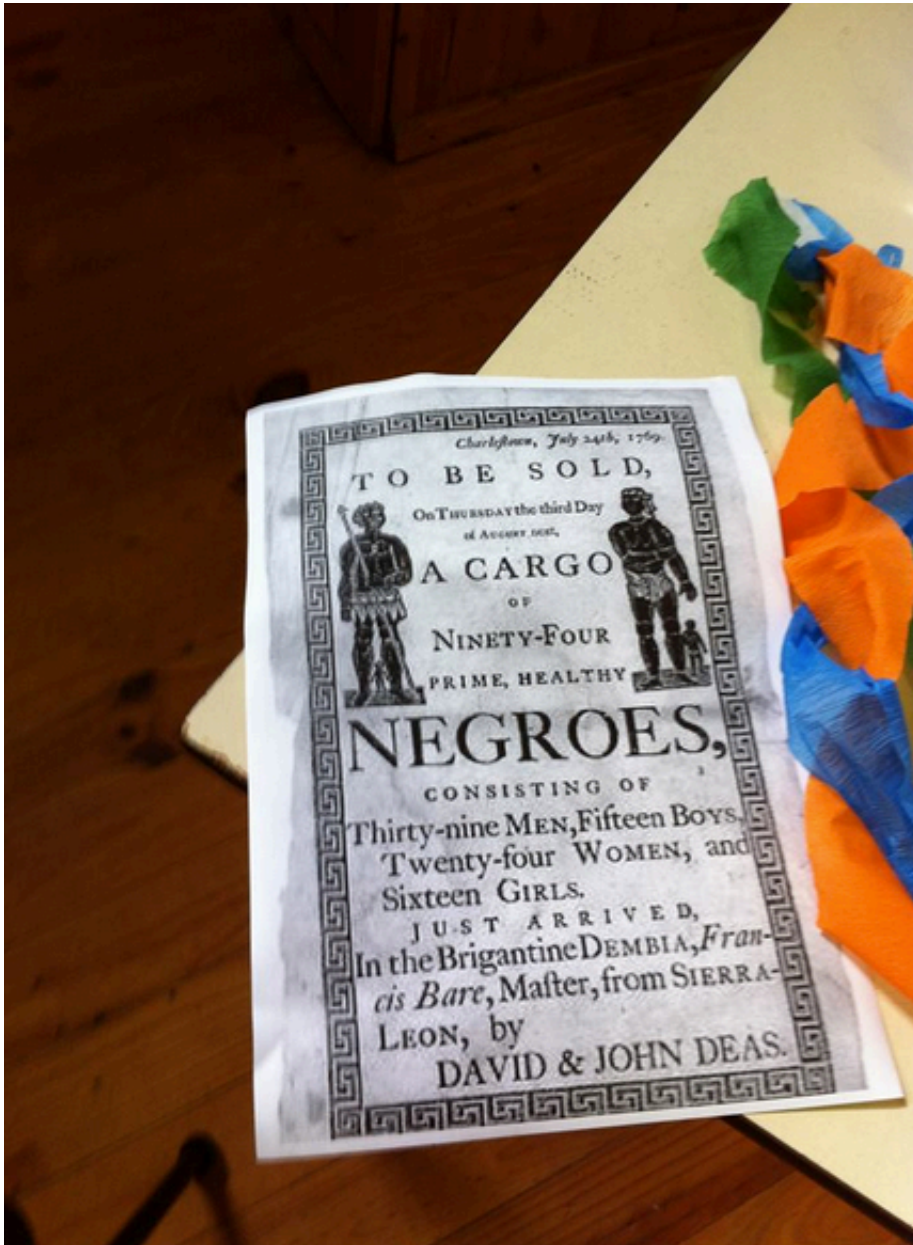 Charleſtown, July 24th, 1769.
TO BE SOLD,
On THURSDAY the third Day
of AUGUST next,
A CARGO
OF
NINETY-FOUR
PRIME, HEALTHY
NEGROES,
CONSISTING OF
Thirty-nine MEN, Fifteen BOYS,
Twenty-four WOMEN, and
Sixteen GIRLS.
JUST ARRIVED,
In the Brigantine DEMBIA, Fran-
cis Bare, Maſter, from SIERRA-
LEON, by
DAVID & JOHN DEAS.